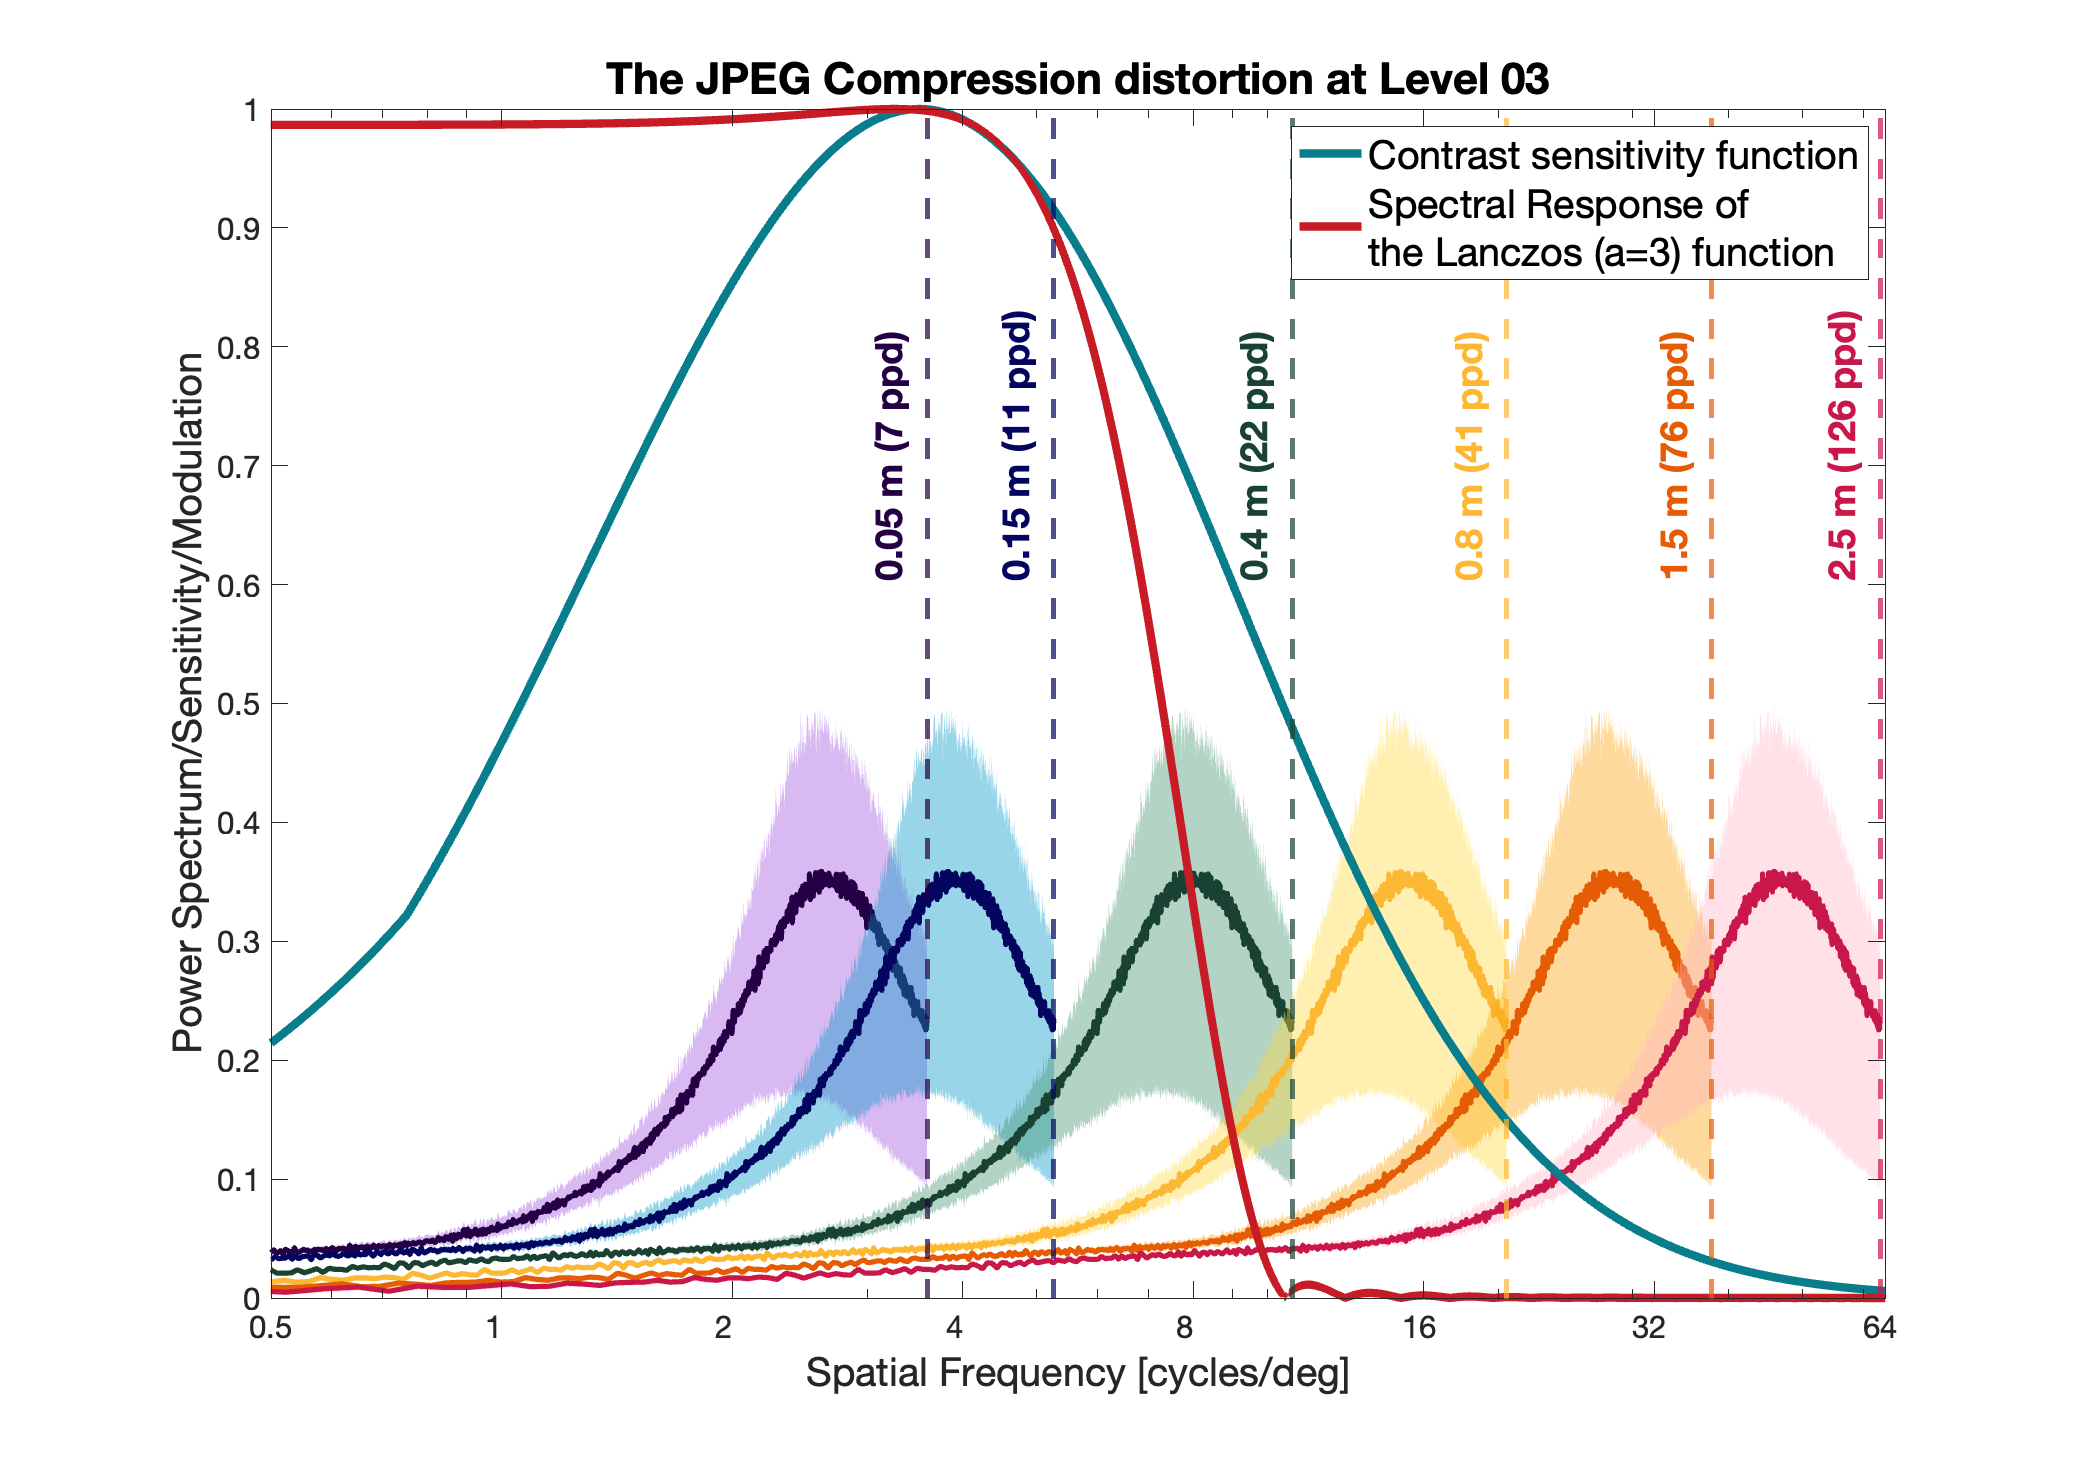 The JPEG Compression distortion at Level 03
Contrast sensitivity function
Spectral Response of
the Lanczos (a=3) function
Power Spectrum/Sensitivity/Modulation
1
0.9
0.8
0.7
0.6
0.5
0.4
0.3
0.2
0.1
0
0.05 m (7 ppd)
0.15 m (11 ppd)
0.4 m (22 ppd)
0.8 m (41 ppd)
1.5 m (76 ppd)
2.5 m (126 ppd)
0.5 1 2 4 8 16 32 64
Spatial Frequency [cycles/deg]